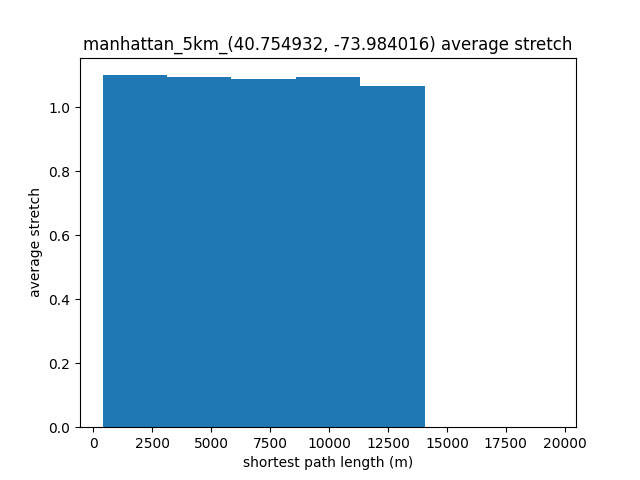 manhattan_5km_(40.754932, -73.984016) average stretch
1.0
0.8
0.6
0.4
0.2
0.0
average stretch
0 2500 5000 7500 10000 12500 15000 17500 20000
shortest path length (m)